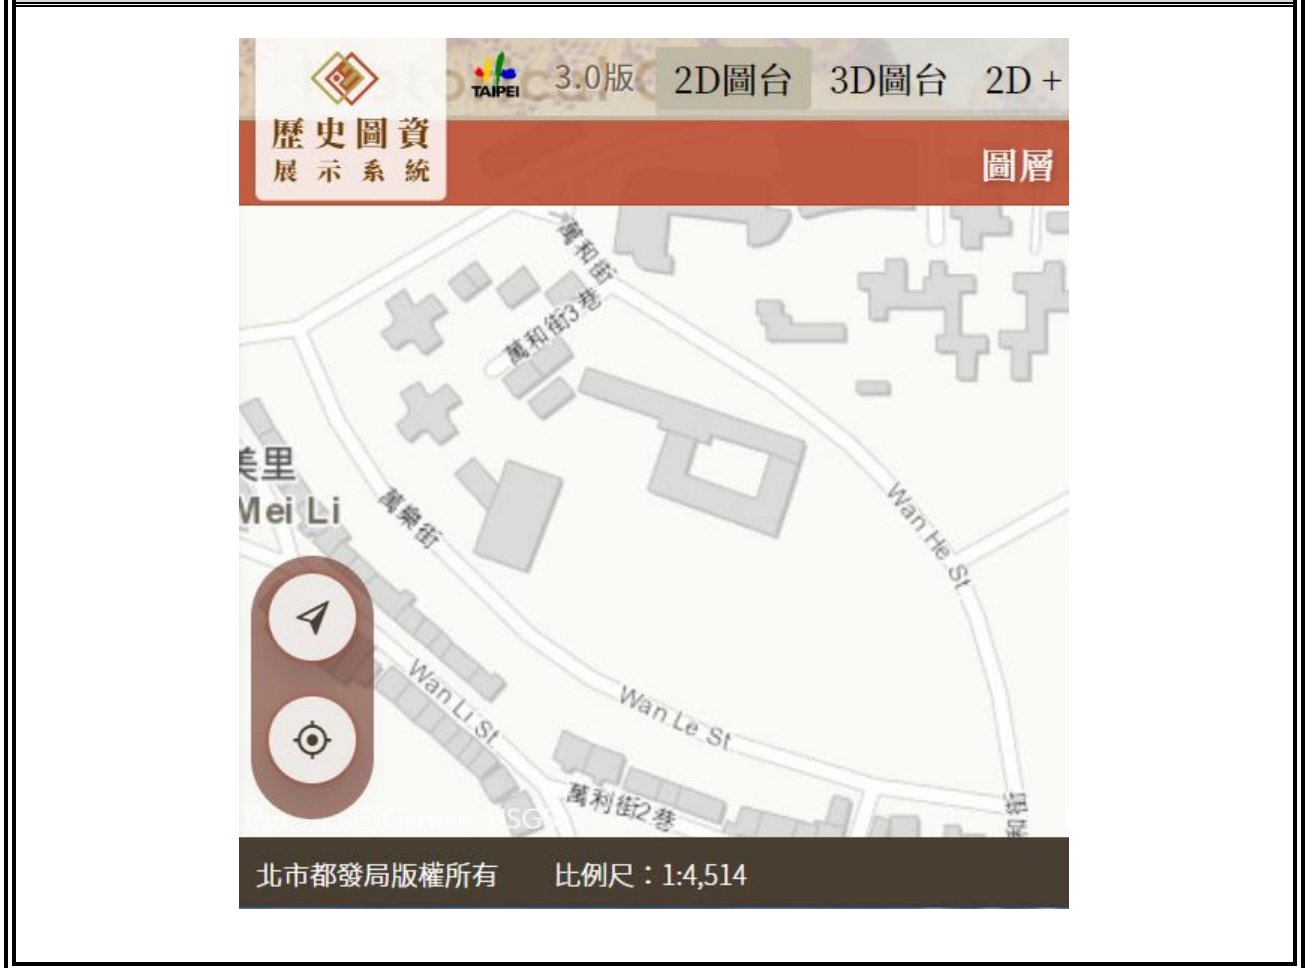 TAIPEI
3.0版
2D圖台
3D圖台
2D +
歷史圖資
展示系統
圖層
萬和街
萬和街3巷
美里
Mei Li
萬樂街
Wan He St
Wan Li St
Wan Le St
萬利街2巷
和街
北市都發局版權所有
比例尺：1:4,514